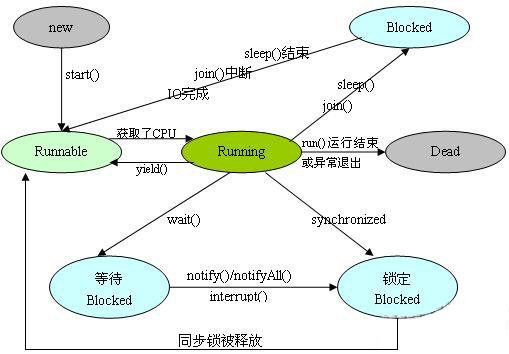 new
Blocked
sleep()结束
start()
join()中断
sleep()
IO完成
join()
获取了CPU
Runnable
Running
run()运行结束
Dead
yield()
或异常退出
wait()
synchronized
等待
Blocked
notify()/notifyAll()
interrupt()
锁定
Blocked
同步锁被释放